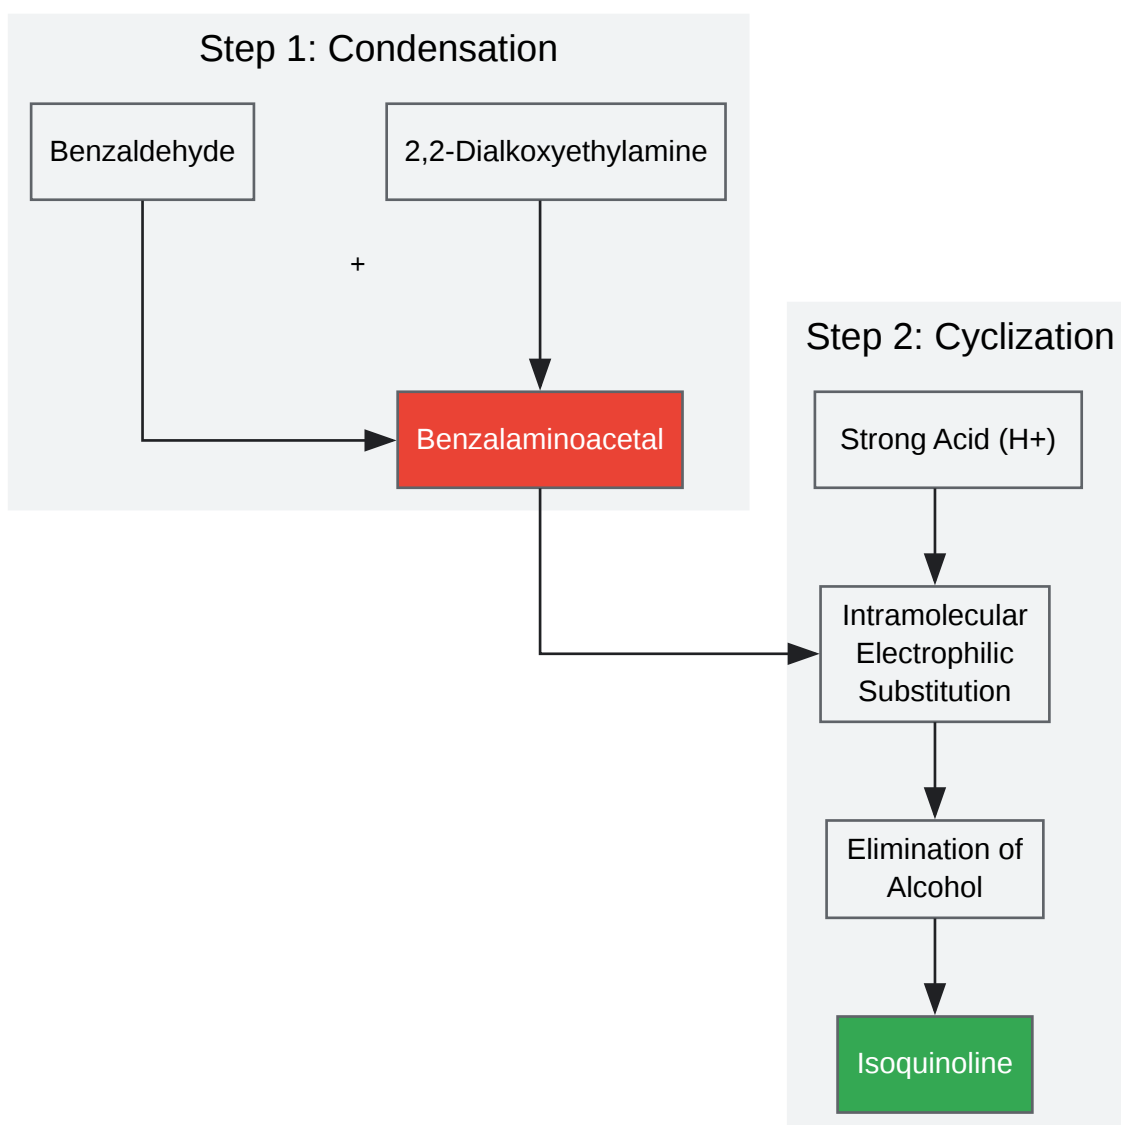 Step 1: Condensation
Benzaldehyde
2,2-Dialkoxyethylamine
+
Benzalaminoacetal
Step 2: Cyclization
Strong Acid (H+)
Intramolecular
Electrophilic
Substitution
Elimination of
Alcohol
Isoquinoline